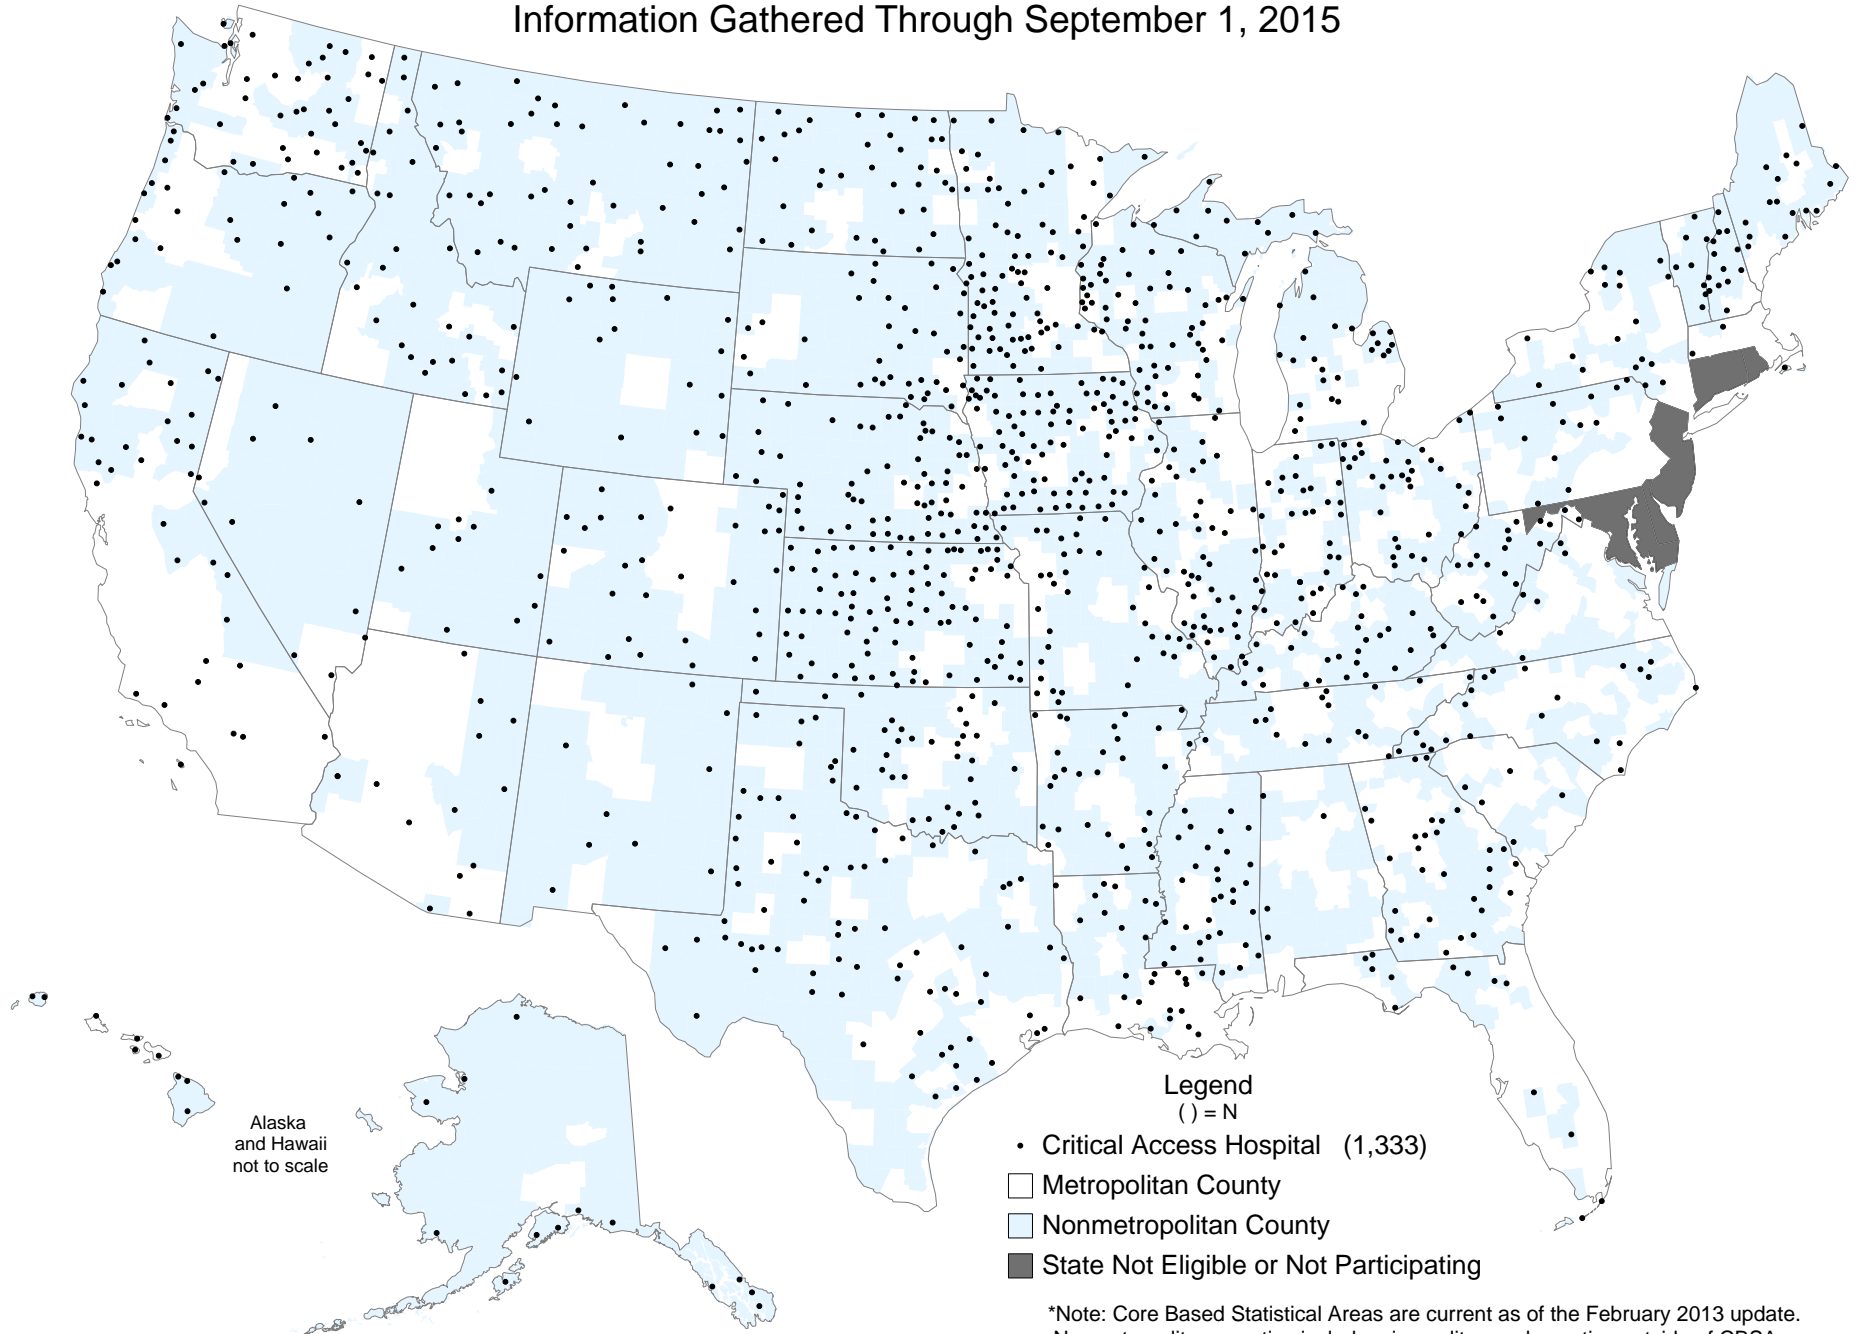 Information Gathered Through September 1, 2015
Alaska
and Hawaii
not to scale
Legend
( ) = N
Critical Access Hospital (1,333)
Metropolitan County
Nonmetropolitan County
State Not Eligible or Not Participating
*Note: Core Based Statistical Areas are current as of the February 2013 update.